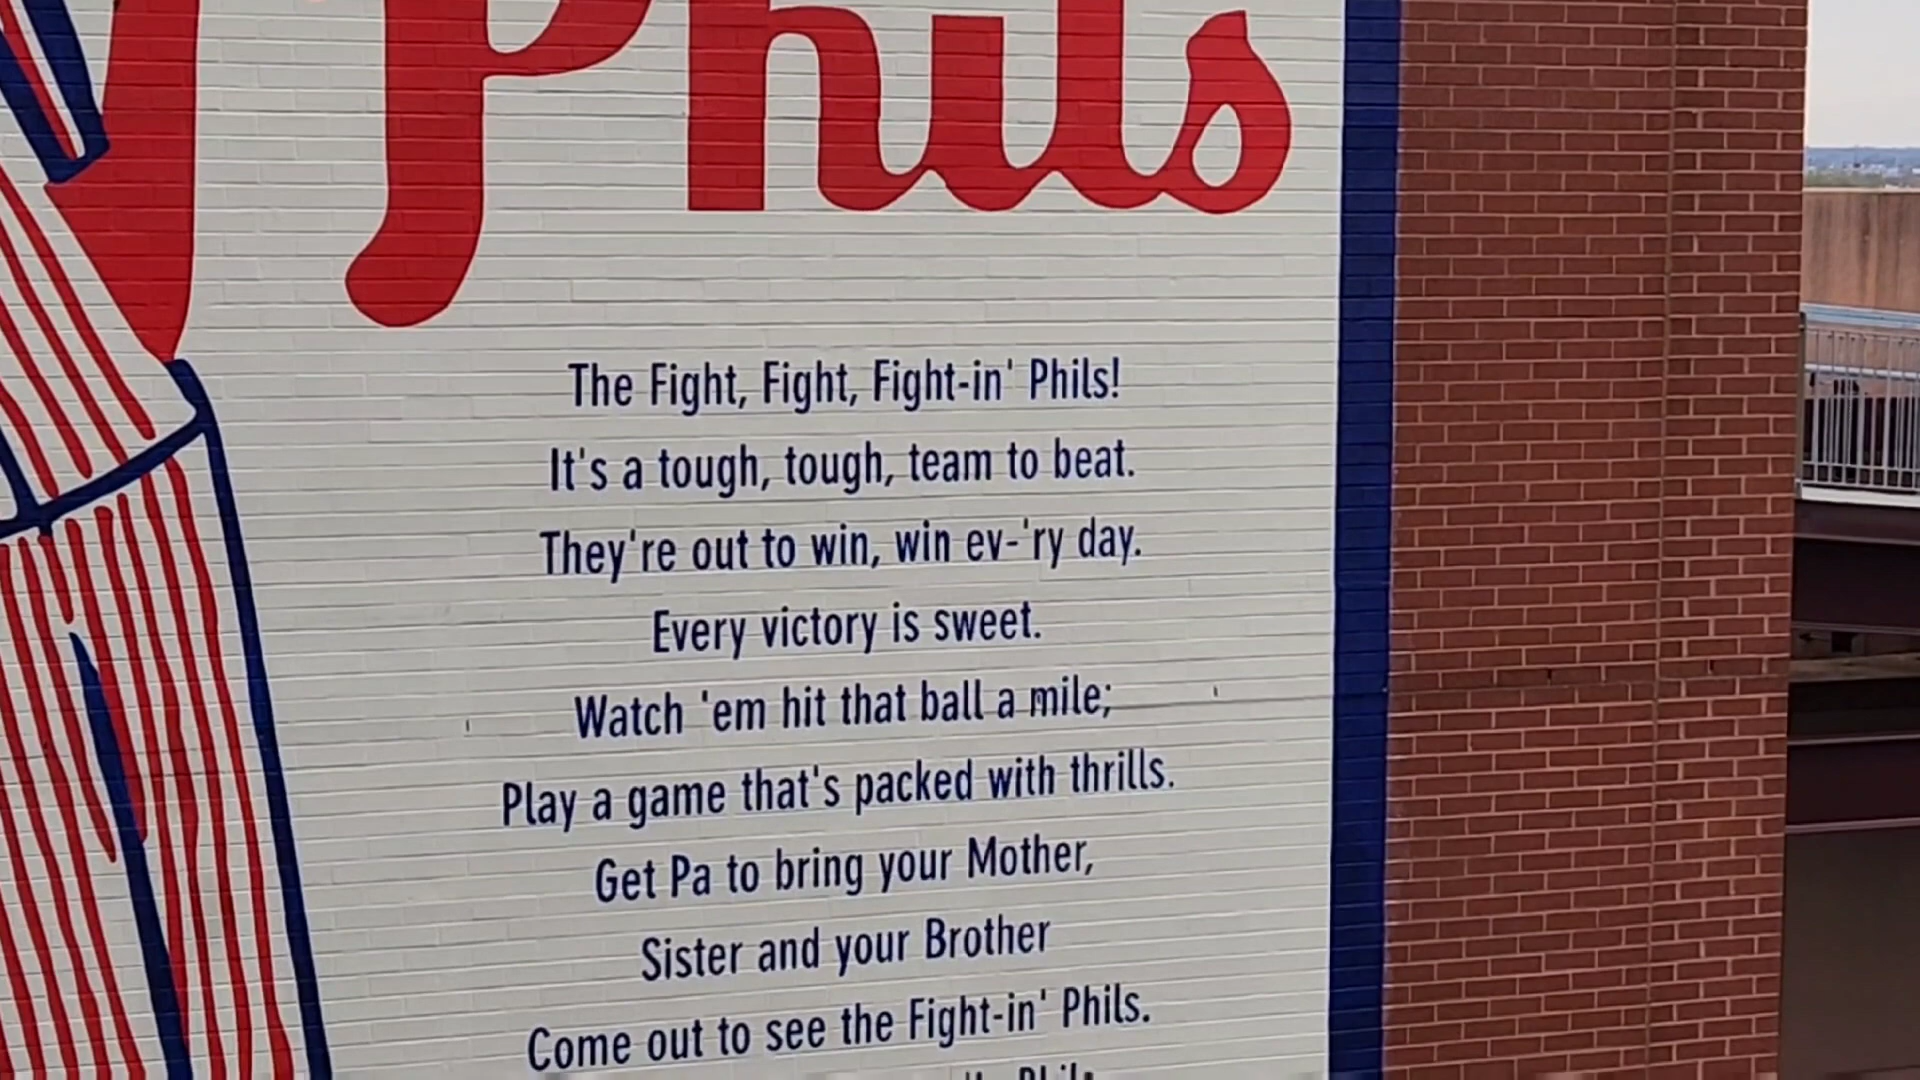 Phils
The Fight, Fight, Fight-in' Phils!
It's a tough, tough, team to beat.
They're out to win, win ev-'ry day.
Every victory is sweet.
Watch 'em hit that ball a mile;
Play a game that's packed with thrills.
Get Pa to bring your Mother,
Sister and your Brother
Come out to see the Fight-in' Phils.